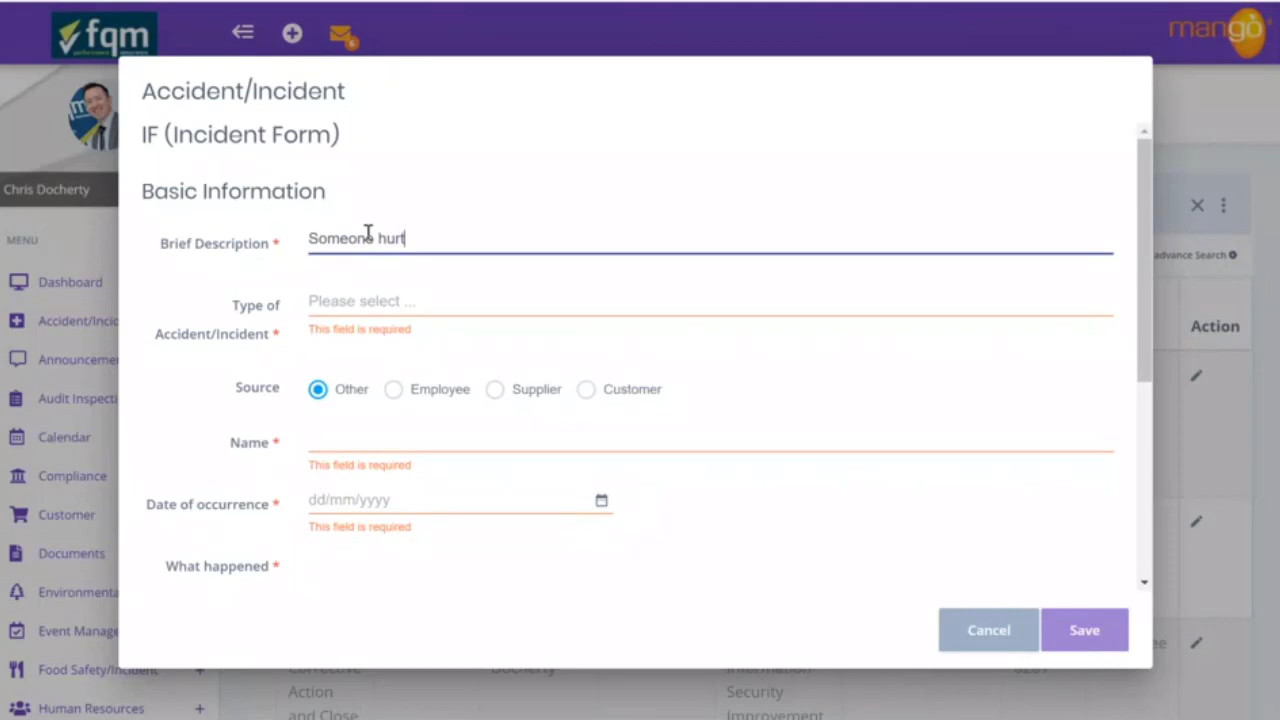 fqm
6
mango
Accident/Incident
IF (Incident Form)
Basic Information
Chris Docherty
Brief Description *
Someone hurt
MENU
advance Search
Dashboard
Type of
Accident/Incident *
Please select ...
This field is required
Accident/Incid
Action
Announcemen
Source
Other
Employee
Supplier
Customer
Audit Inspecti
Calendar
Name *
This field is required
Compliance
Date of occurrence *
dd/mm/yyyy
This field is required
Customer
Documents
What happened *
Environmenta
Event Manage
Cancel
Save
Food Safety/Incident +
Corrective
Docherty
Information
Action
Security
Human Resources +
and Close
Improvement